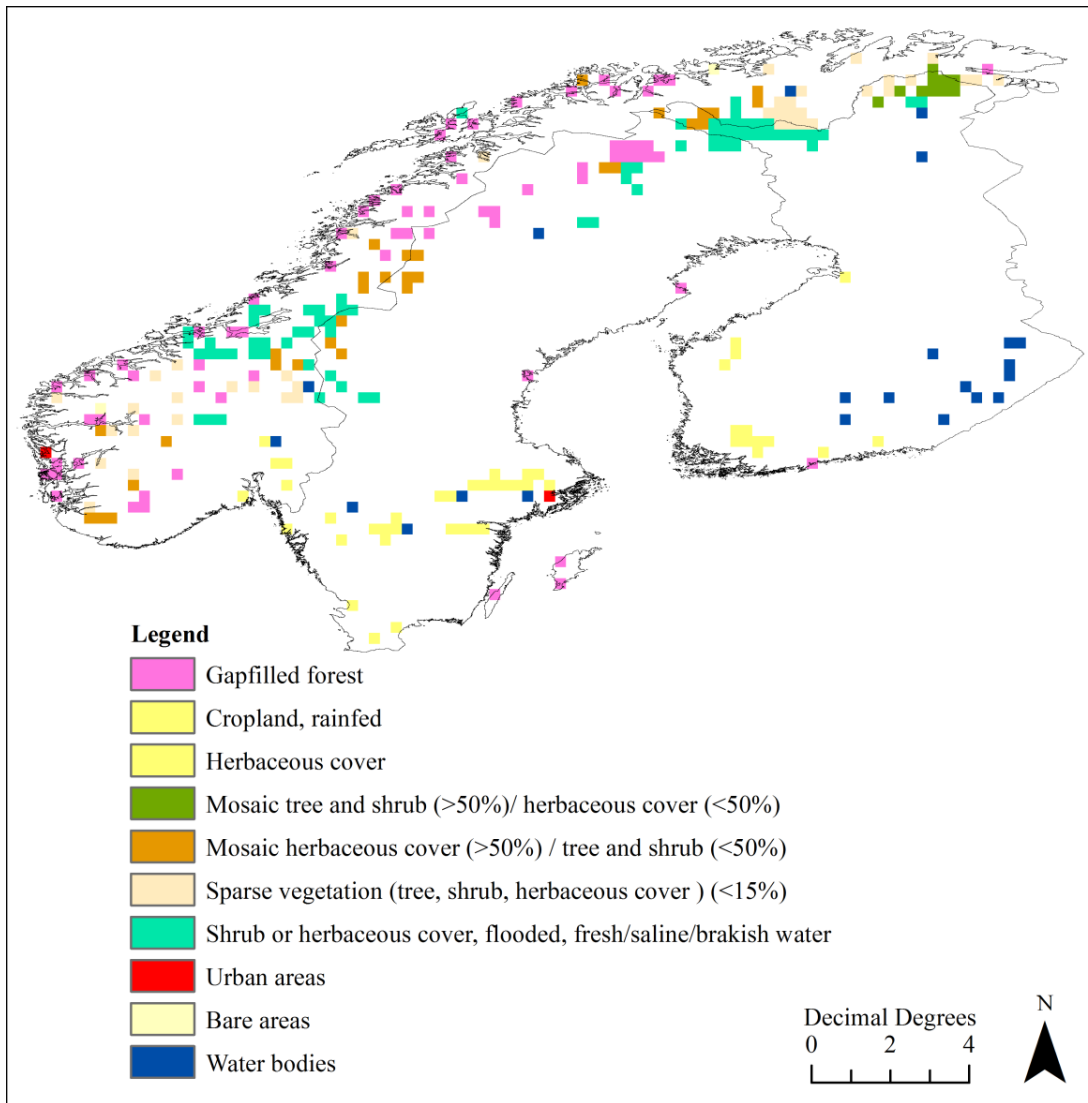 Legend
Gapfilled forest
Cropland, rainfed
Herbaceous cover
Mosaic tree and shrub (>50%)/ herbaceous cover (<50%)
Mosaic herbaceous cover (>50%) / tree and shrub (<50%)
Sparse vegetation (tree, shrub, herbaceous cover ) (<15%)
Shrub or herbaceous cover, flooded, fresh/saline/brakish water
Urban areas
Bare areas
Water bodies
Decimal Degrees
0 2 4
N